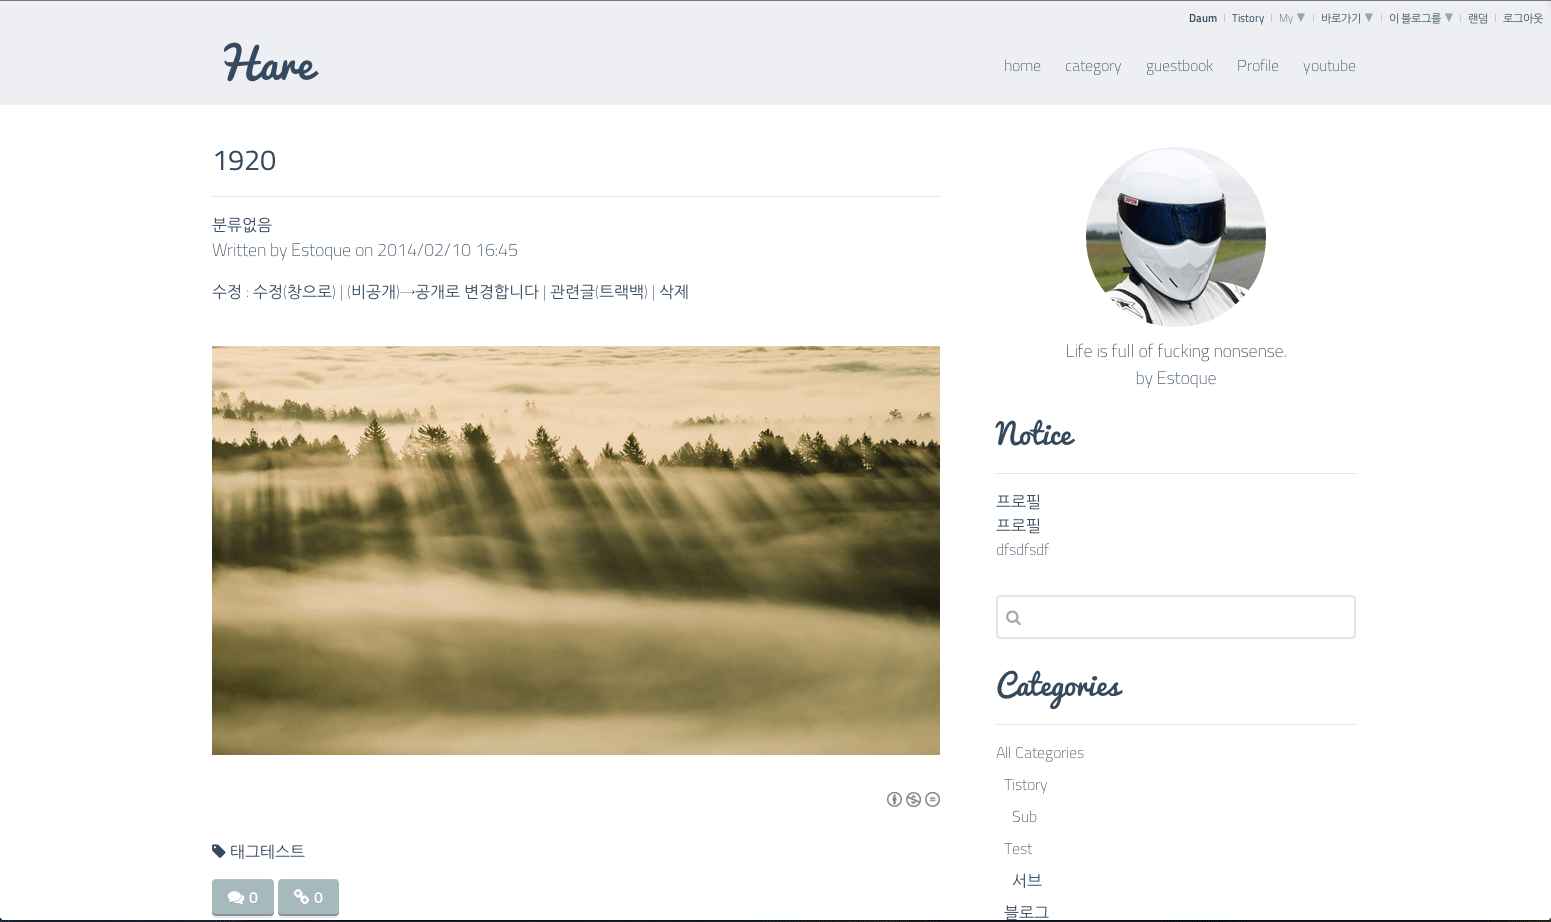 Daum | Tistory | My ▼ | 바로가기 ▼ | 이 블로그를 ▼ | 랜덤 | 로그아웃
Hare
home category guestbook Profile youtube
1920
분류없음
Written by Estoque on 2014/02/10 16:45
수정 : 수정(창으로) | (비공개)→공개로 변경합니다 | 관련글(트랙백) | 삭제
태그테스트
0 0
SIMPSON
Life is full of fucking nonsense.
by Estoque
Notice
프로필
프로필
dfsdfsdf
Categories
All Categories
Tistory
Sub
Test
서브
블로그